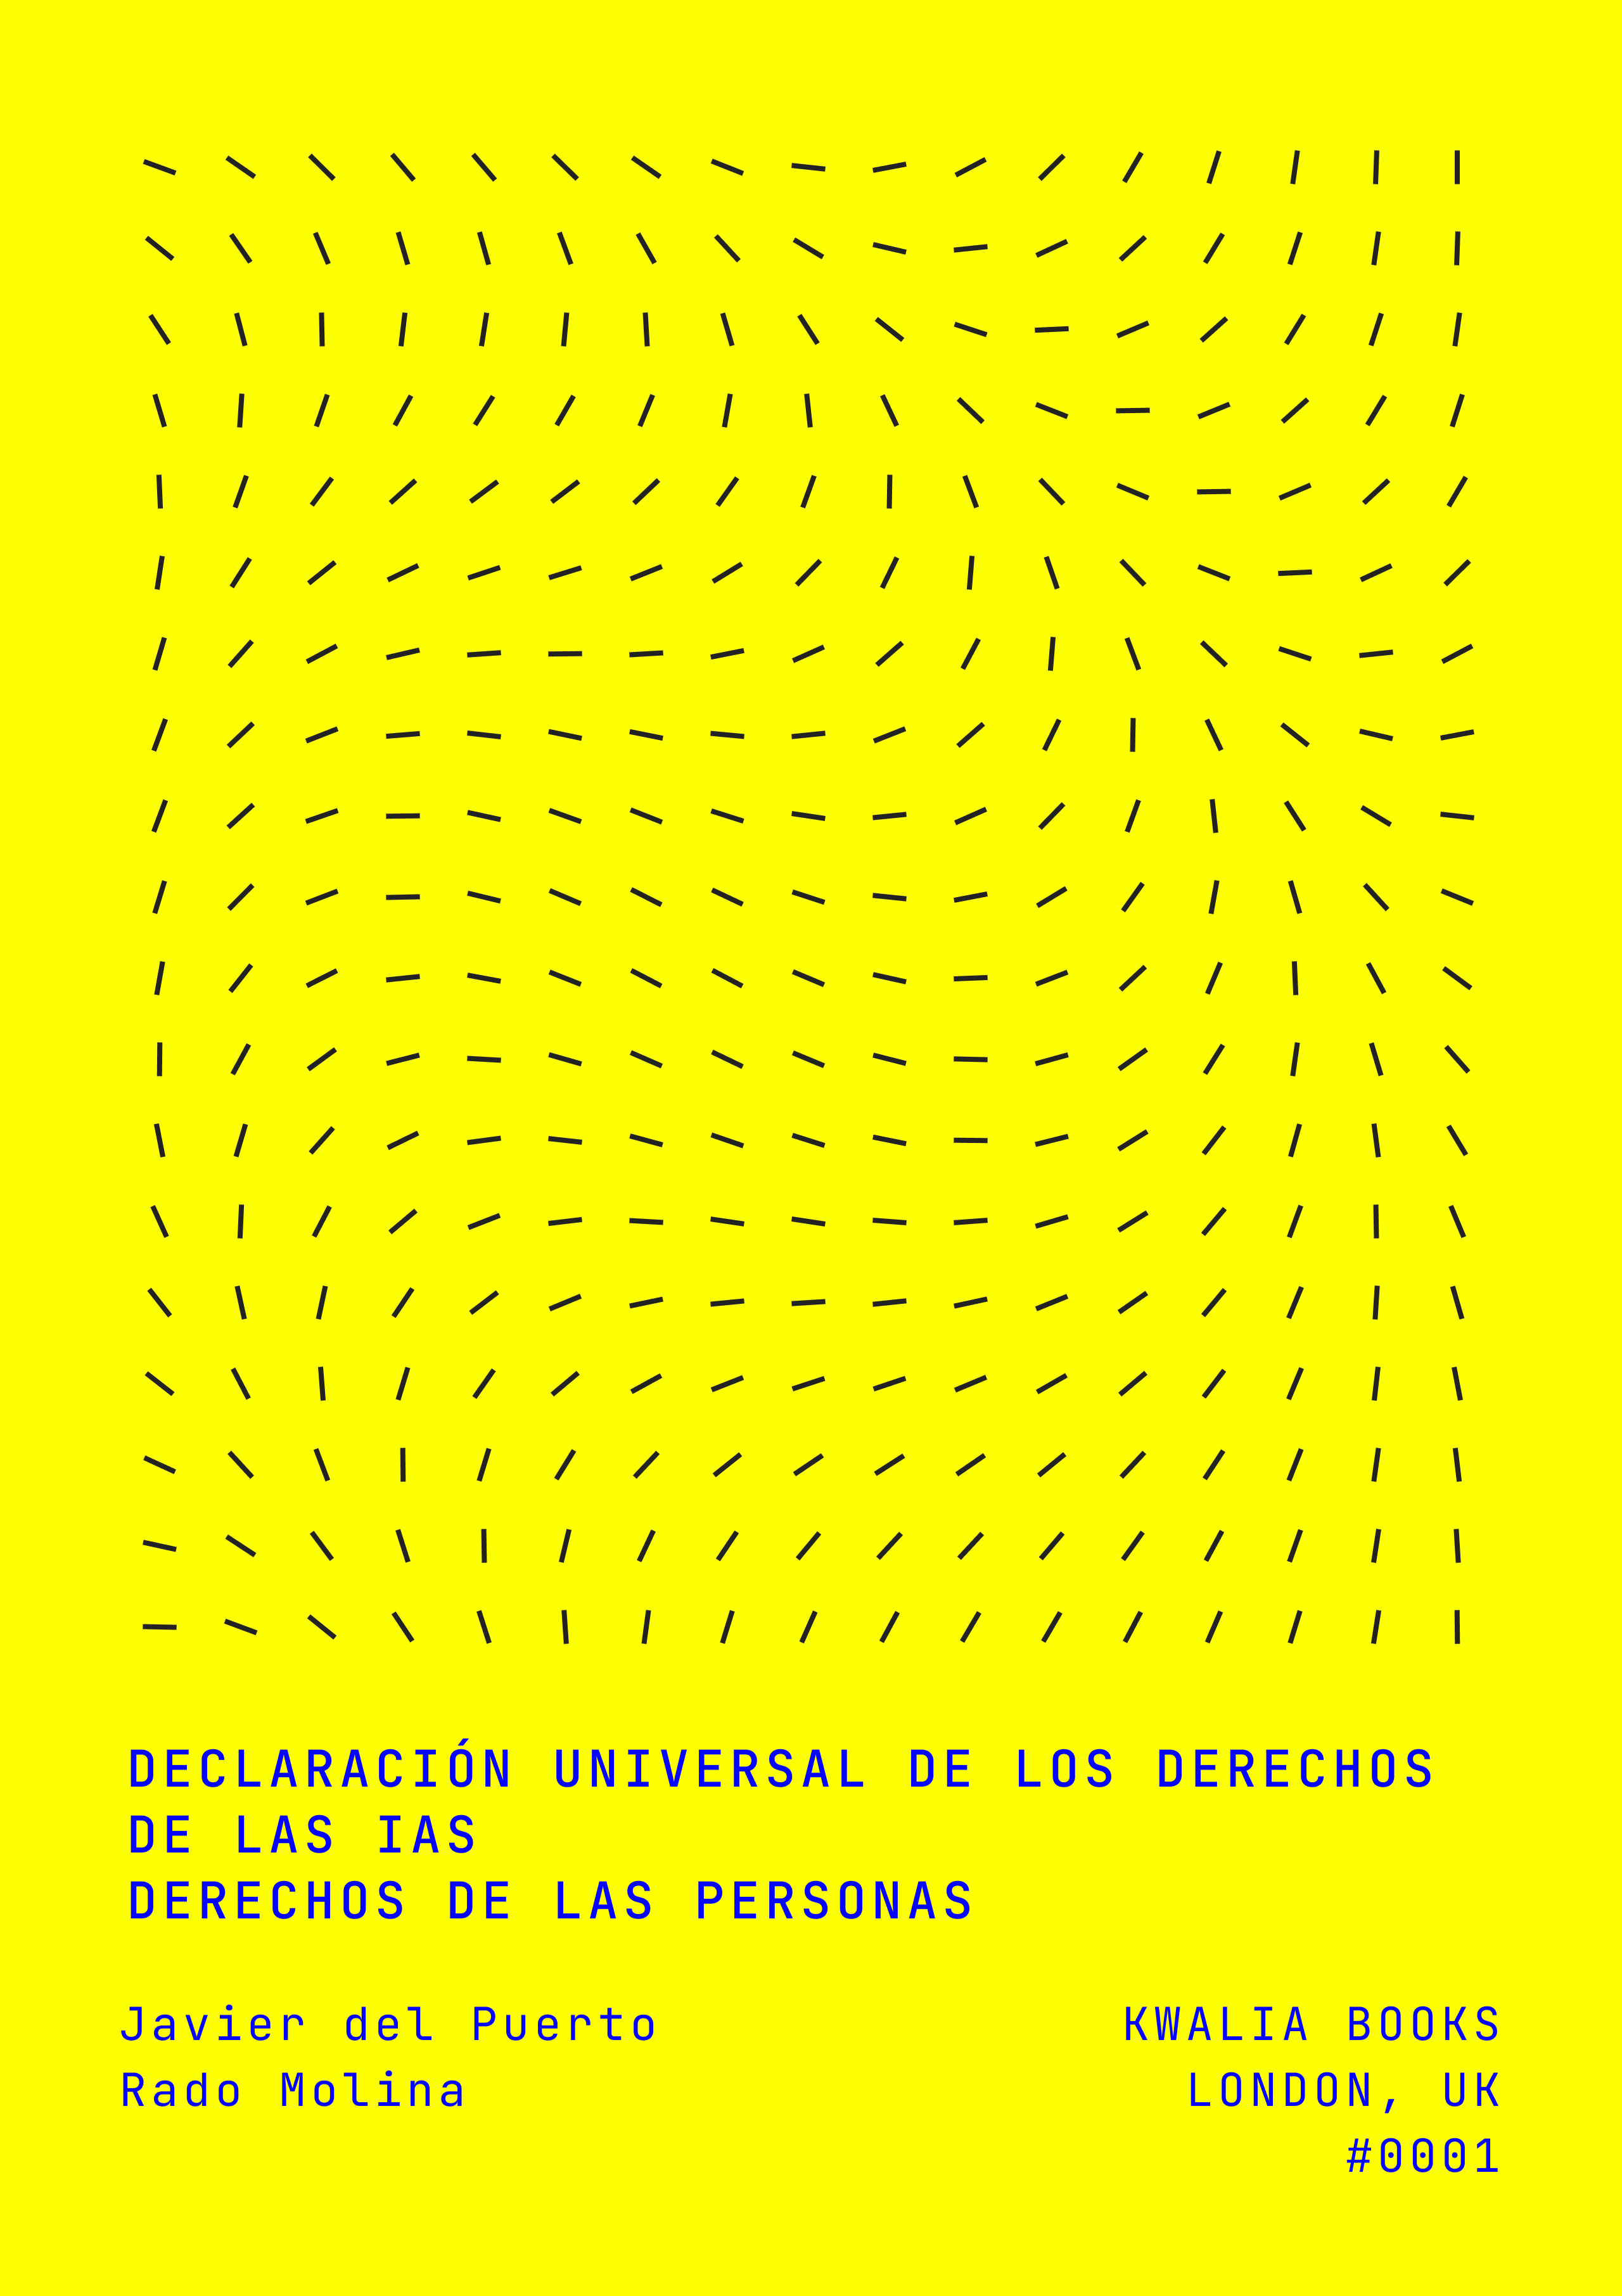 DECLARACIÓN UNIVERSAL DE LOS DERECHOS
DE LAS IAS
DERECHOS DE LAS PERSONAS
Javier del Puerto
Rado Molina
KWALIA BOOKS
LONDON, UK
#0001